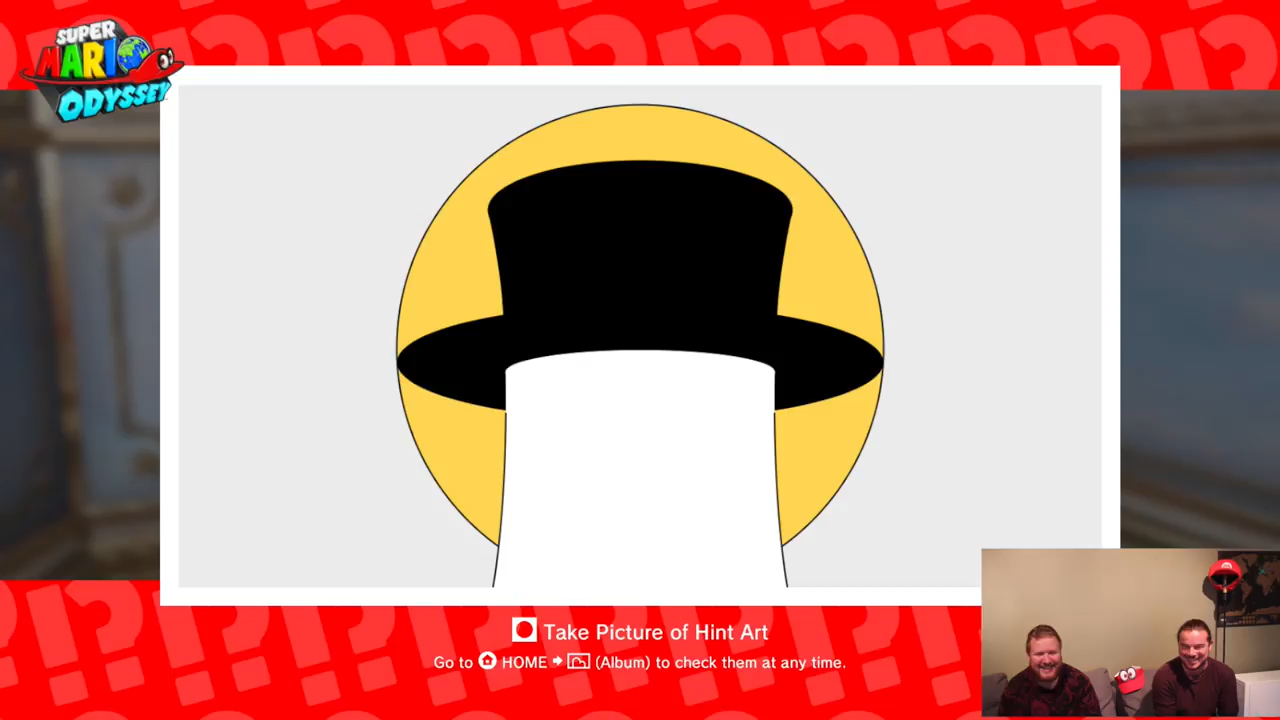 SUPER
MARIO
ODYSSEY
Take Picture of Hint Art
Go to HOME (Album) to check them at any time.